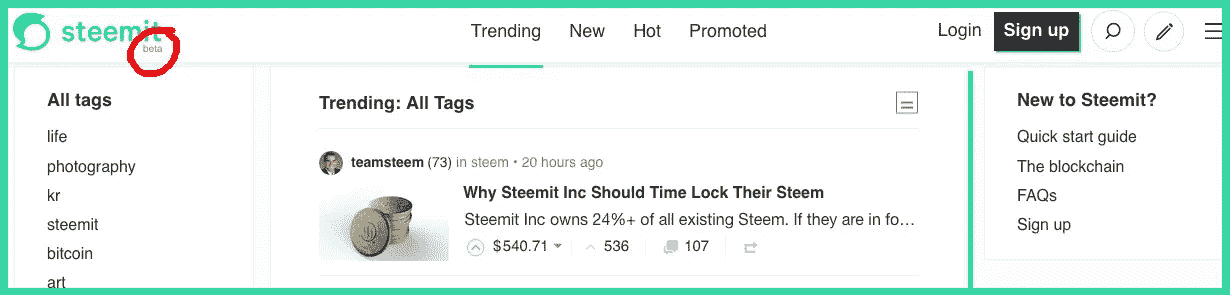 steemit
beta
Trending New Hot Promoted
Login Sign up
All tags
life
photography
kr
steemit
bitcoin
art
Trending: All Tags
teamsteem (73) in steem • 20 hours ago
Why Steemit Inc Should Time Lock Their Steem
Steemit Inc owns 24%+ of all existing Steem. If they are in fo…
$540.71 536 107
New to Steemit?
Quick start guide
The blockchain
FAQs
Sign up